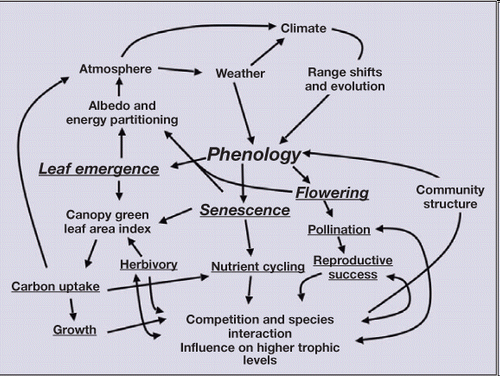 Climate
Atmosphere
Weather
Range shifts
and evolution
Albedo and
energy partitioning
Phenology
Leaf emergence
Flowering
Community
structure
Senescence
Canopy green
leaf area index
Pollination
Herbivory
Nutrient cycling
Reproductive
success
Carbon uptake
Growth
Competition and species
interaction
Influence on higher trophic
levels